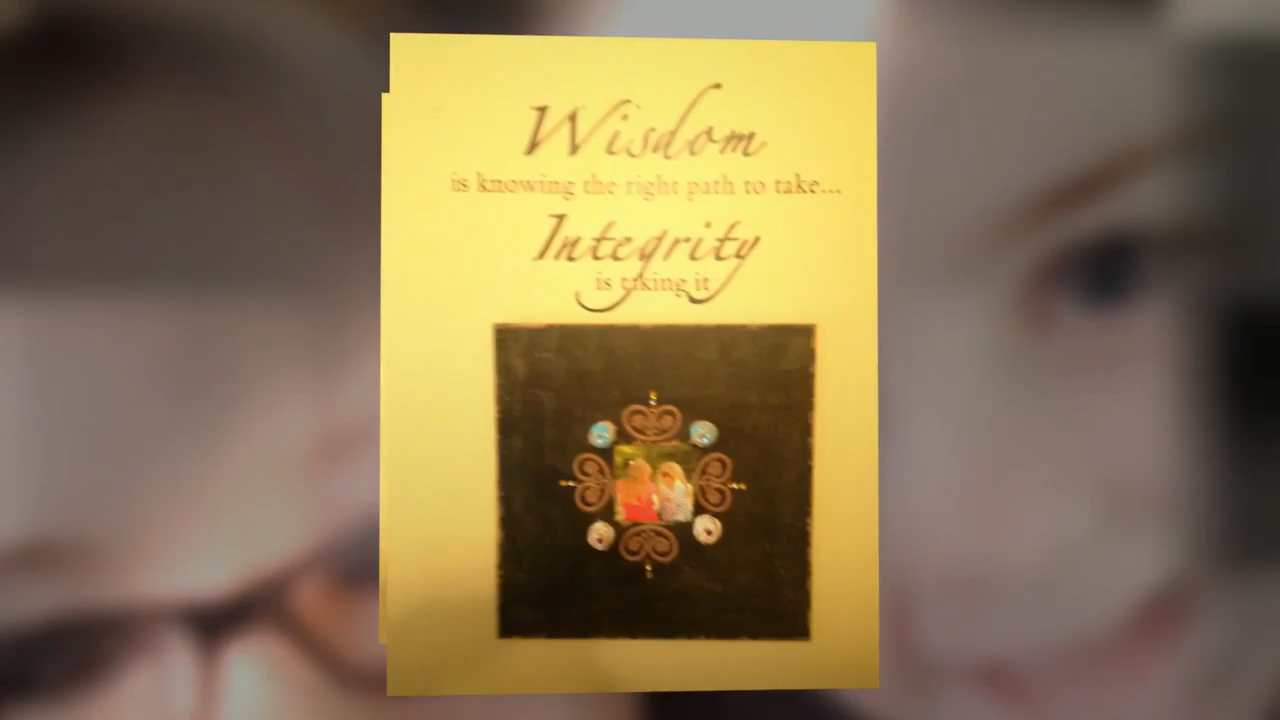 Wisdom
is knowing the right path to take...
Integrity
is taking it